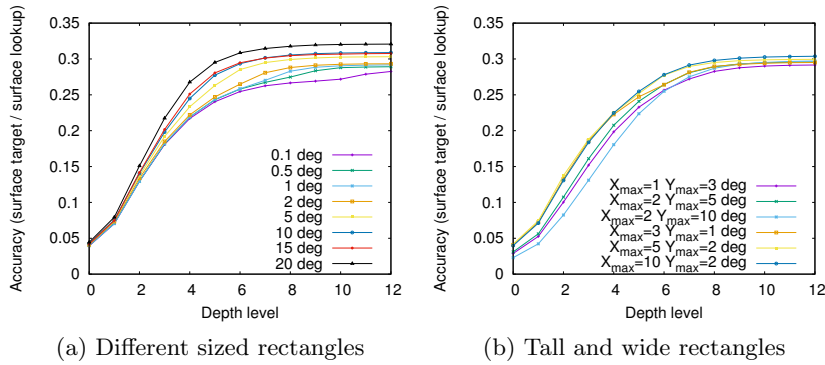 Accuracy (surface target / surface lookup)
0.35
0.3
0.25
0.2
0.15
0.1
0.05
0
0.1 deg
0.5 deg
1 deg
2 deg
5 deg
10 deg
15 deg
20 deg
0 2 4 6 8 10 12
Depth level
(a) Different sized rectangles
Accuracy (surface target / surface lookup)
0.35
0.3
0.25
0.2
0.15
0.1
0.05
0
Xmax=1 Ymax=3 deg
Xmax=2 Ymax=5 deg
Xmax=2 Ymax=10 deg
Xmax=3 Ymax=1 deg
Xmax=5 Ymax=2 deg
Xmax=10 Ymax=2 deg
0 2 4 6 8 10 12
Depth level
(b) Tall and wide rectangles